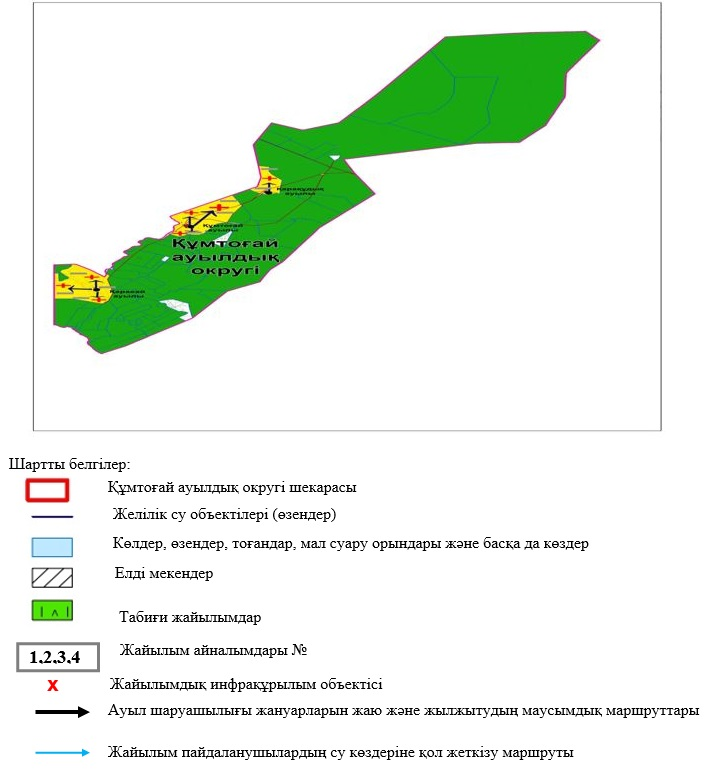 Құмтоғай
ауылы
Құмтоғай
ауылдық
округі
Шартты белгілер:
Құмтоғай ауылдық округі шекарасы
Желілік су объектілері (өзендер)
Көлдер, өзендер, тоғандар, мал суару орындары және басқа да көздер
Елді мекендер
Табиғи жайылымдар
1,2,3,4 Жайылым айналымдары №
Х Жайылымдық инфрақұрылым объектісі
Ауыл шаруашылығы жануарларын жаю және жылжытудың маусымдық маршруттары
Жайылым пайдаланушылардың су көздеріне қол жеткізу маршруты